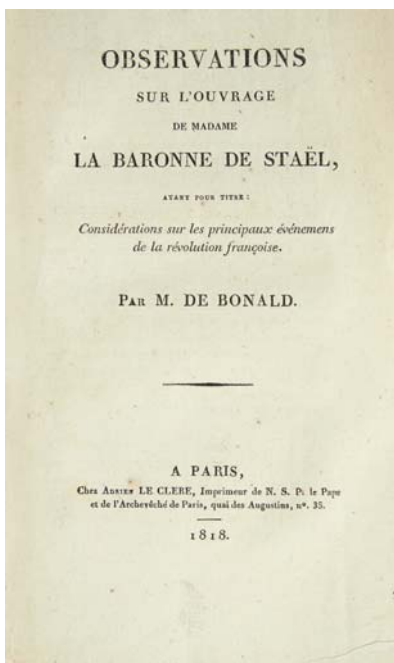 OBSERVATIONS
SUR L'OUVRAGE
DE MADAME
LA BARONNE DE STAËL,
AYANT POUR TITRE :
Considérations sur les principaux événemens
de la révolution françoise.
PAR M. DE BONALD.
A PARIS,
Chez ADRIEN LE CLERE, Imprimeur de N. S. P. le Pape
et de l'Archevêché de Paris, quai des Augustins, nº. 35.
1818.